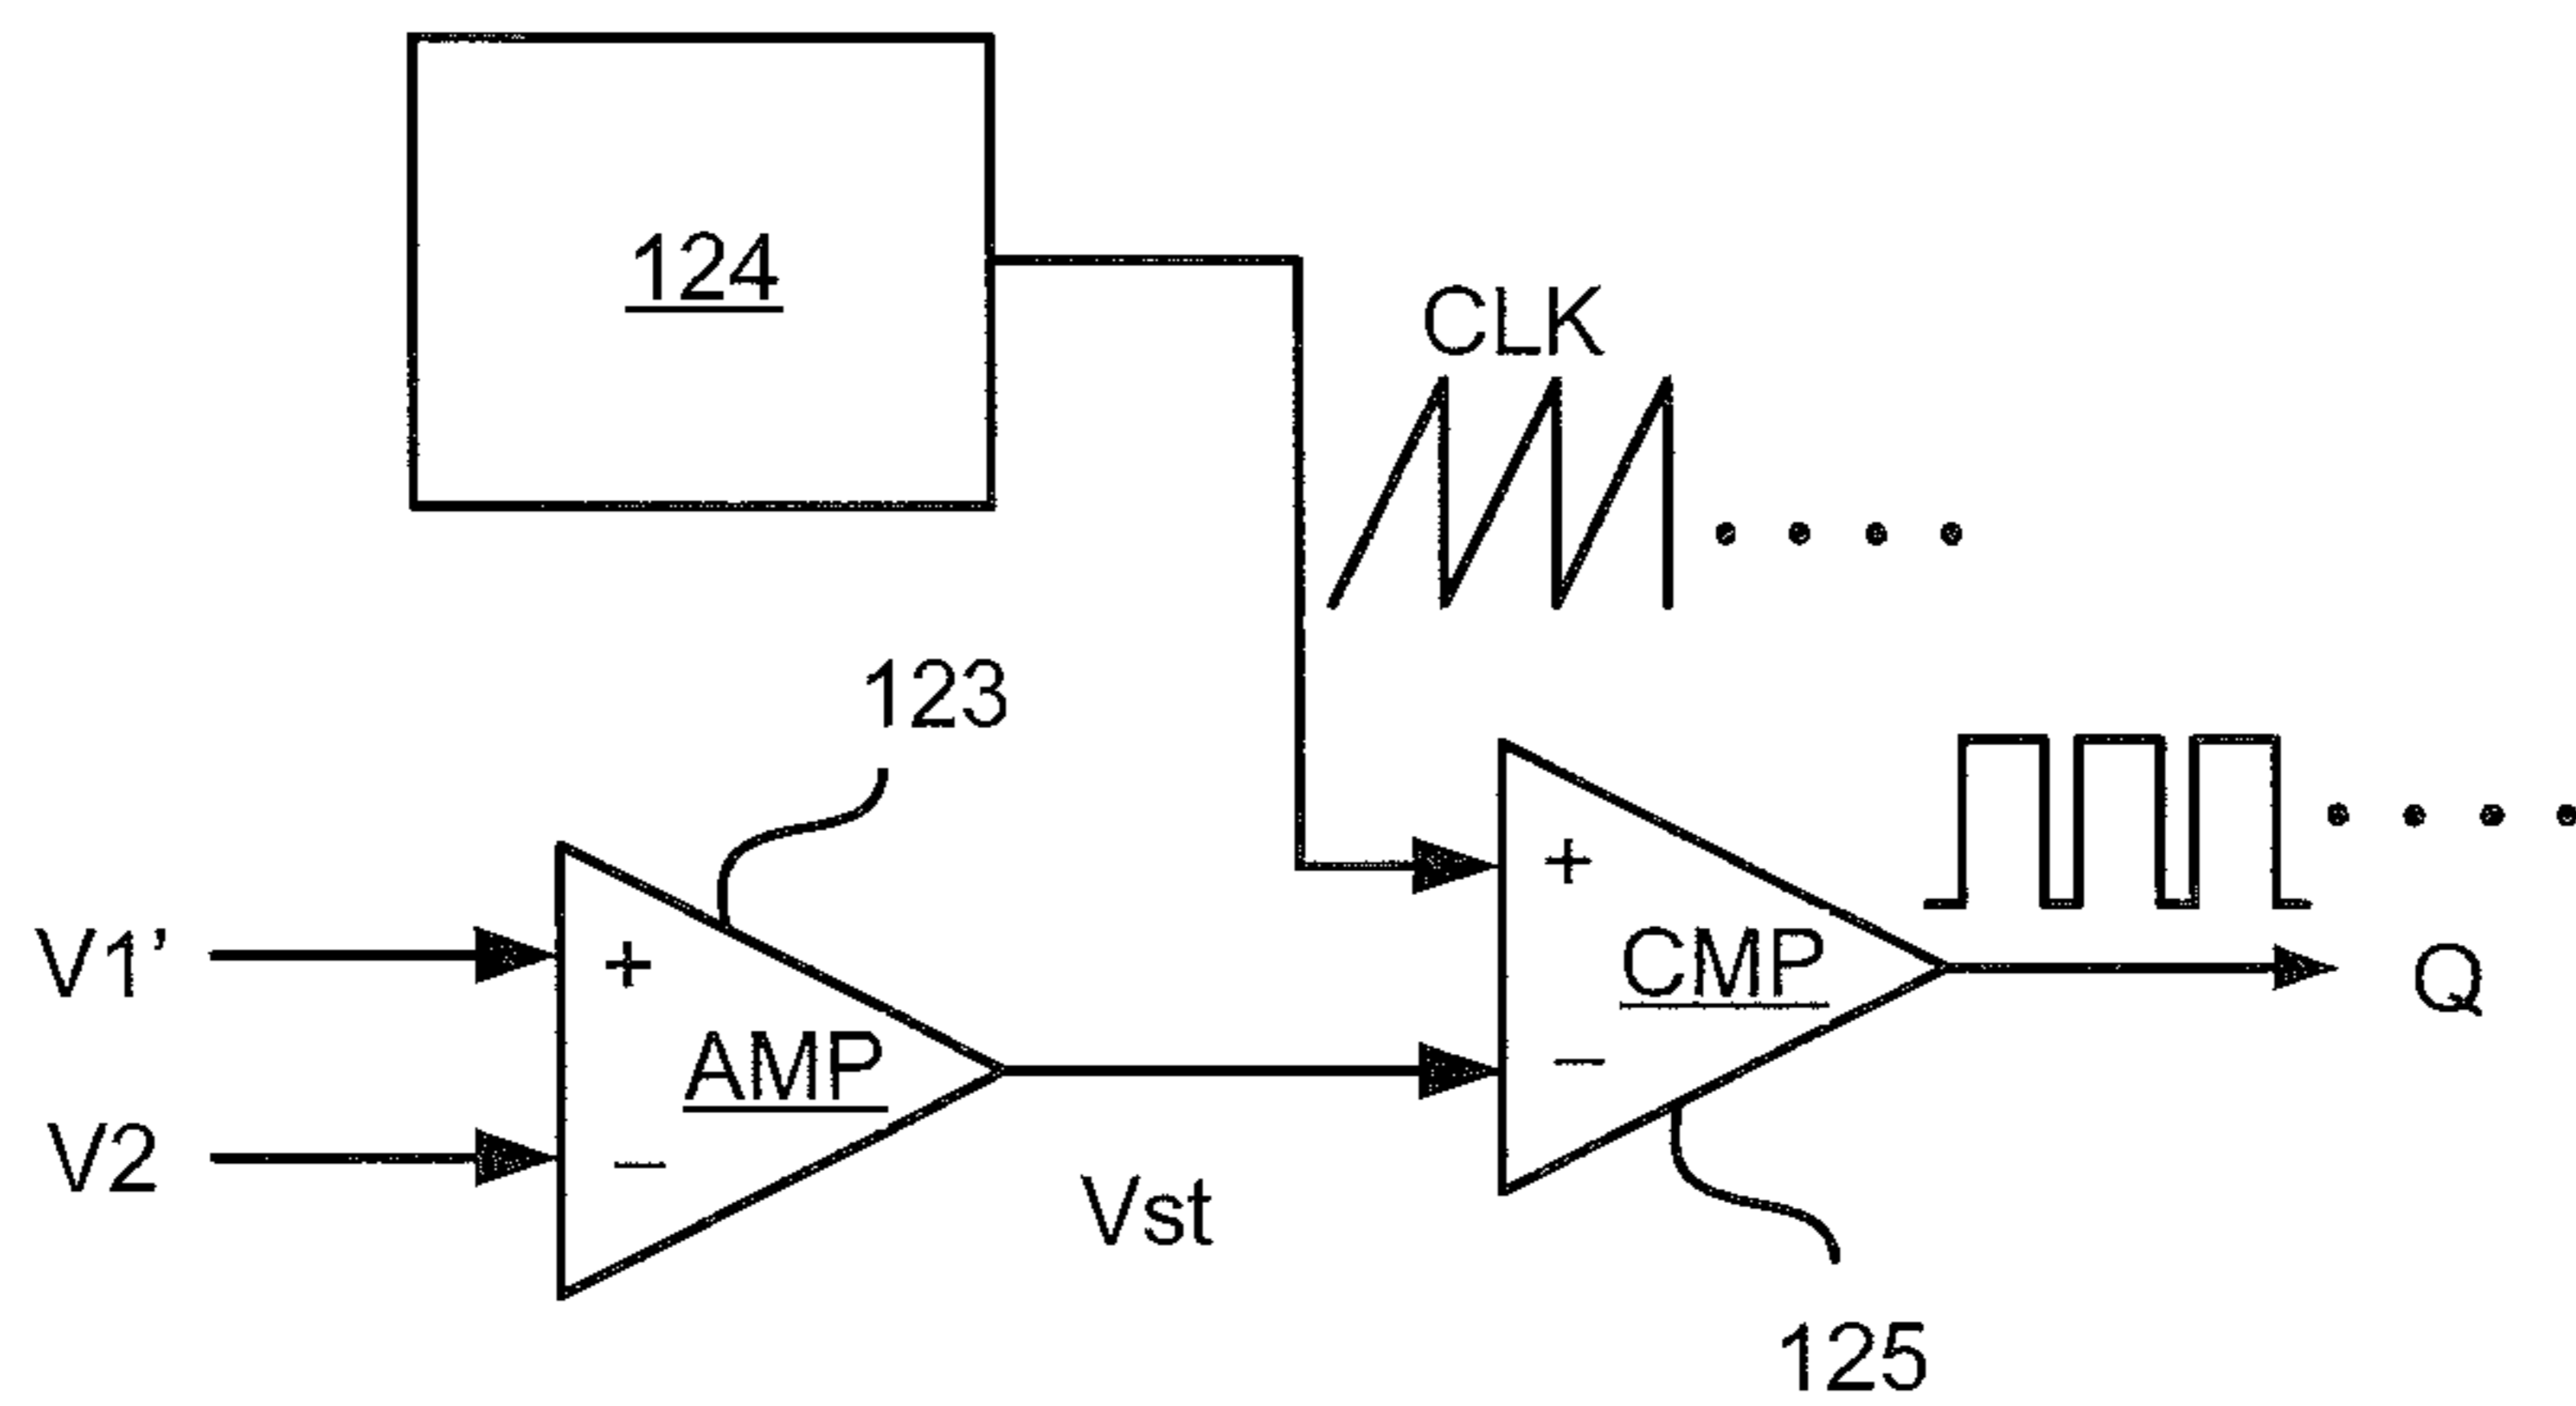 124
CLK
123
+
V1’
+
CMP
Q
AMP
–
V2
–
Vst
125